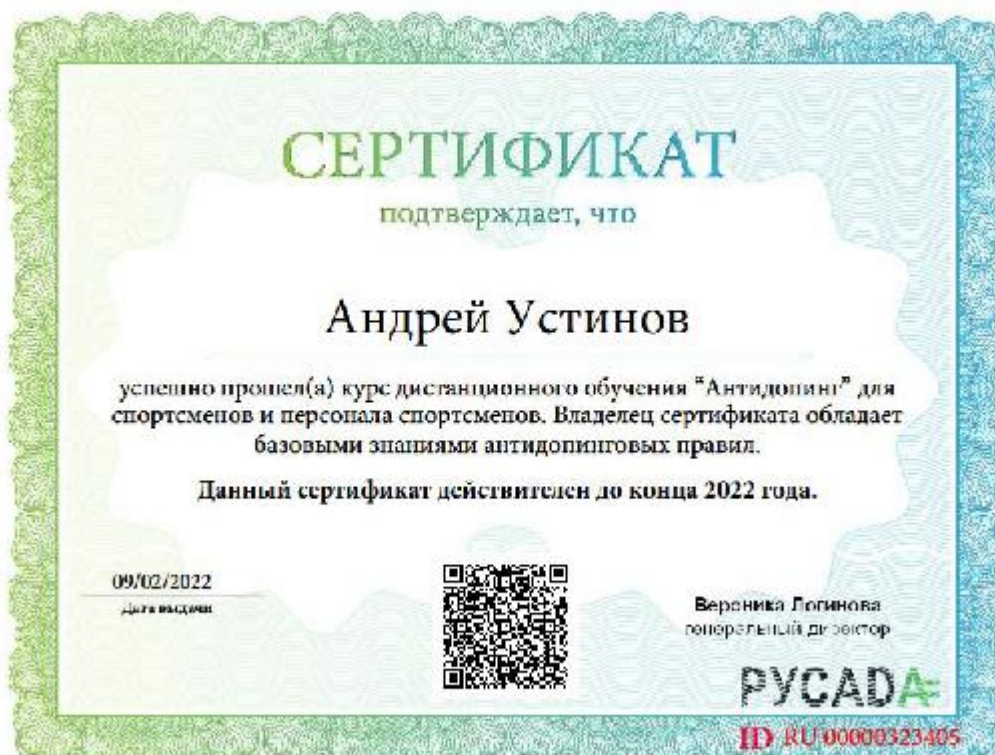 СЕРТИФИКАТ
подтверждает, что
Андрей Устинов
успешно прошел(а) курс дистанционного обучения "Антидопинг" для
спортсменов и персонала спортсменов. Владелец сертификата обладает
базовыми знаниями антидопинговых правил.
Данный сертификат действителен до конца 2022 года.
09/02/2022
Дата выдачи
Вероника Логинова
генеральный директор
РУСАDA
ID RU 00000323405